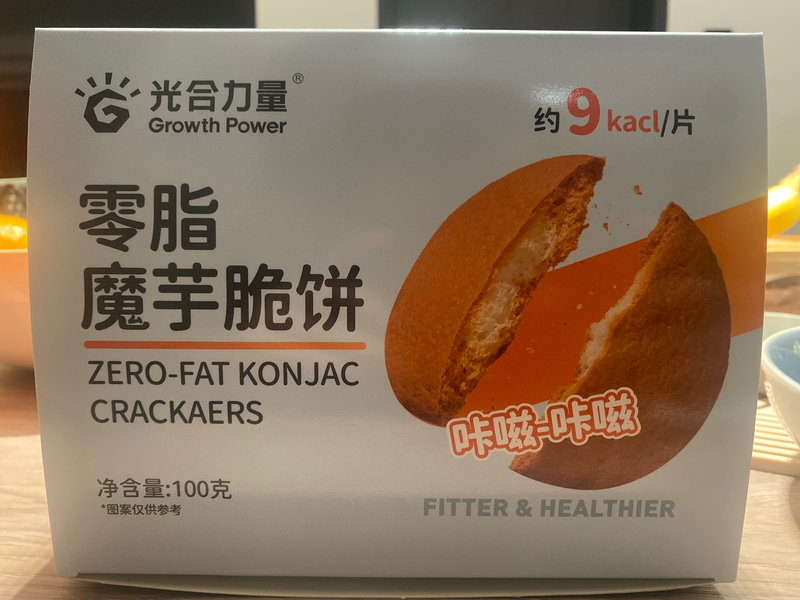 光合力量®
Growth Power
约9kacl/片
零脂
魔芋脆饼
ZERO-FAT KONJAC
CRACKAERS
咔嗞-咔嗞
净含量:100克
*图案仅供参考
FITTER & HEALTHIER